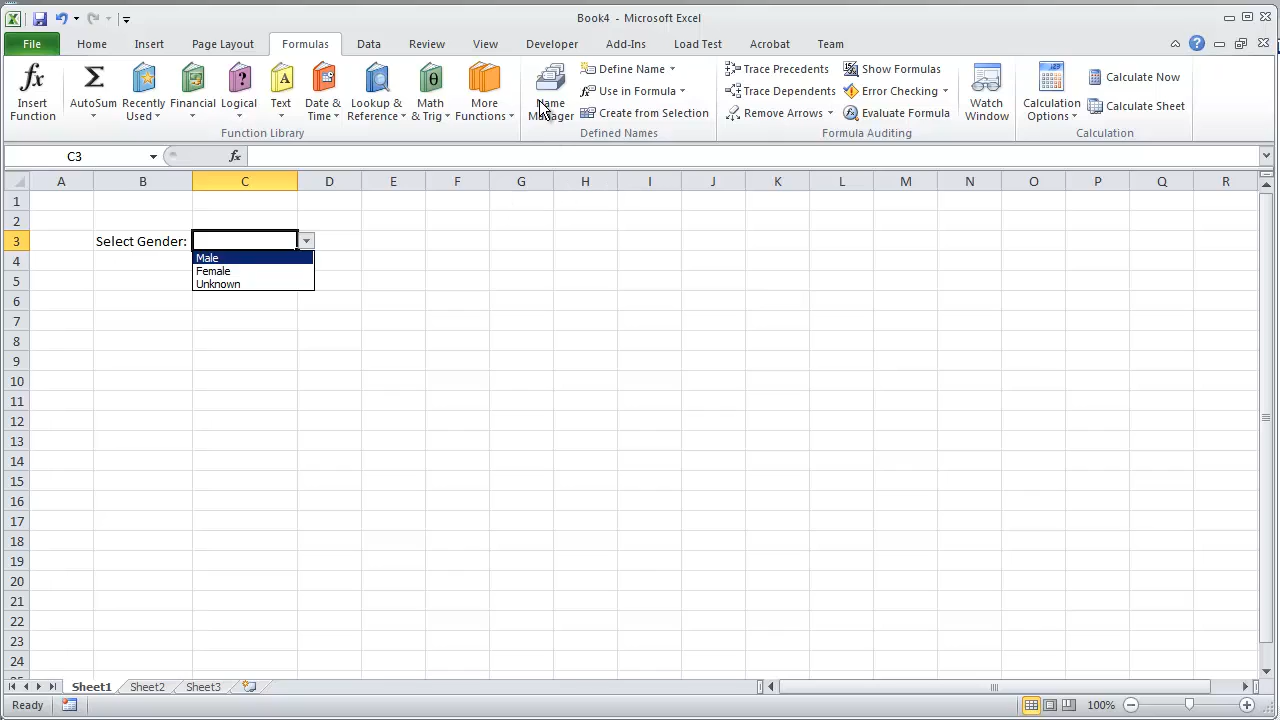 Book4 - Microsoft Excel
File Home Insert Page Layout Formulas Data Review View Developer Add-Ins Load Test Acrobat Team
fx Insert Function
Σ AutoSum
Recently Used
Financial
Logical
Text
Date & Time
Lookup & Reference
Math & Trig
More Functions
Function Library
Name Manager
Define Name
Use in Formula
Create from Selection
Defined Names
Trace Precedents
Trace Dependents
Remove Arrows
Show Formulas
Error Checking
Evaluate Formula
Formula Auditing
Watch Window
Calculation Options
Calculate Now
Calculate Sheet
Calculation
C3 fx
A B C D E F G H I J K L M N O P Q R
1
2
3 Select Gender:
Male
Female
Unknown
4
5
6
7
8
9
10
11
12
13
14
15
16
17
18
19
20
21
22
23
24
Sheet1 Sheet2 Sheet3
Ready 100%